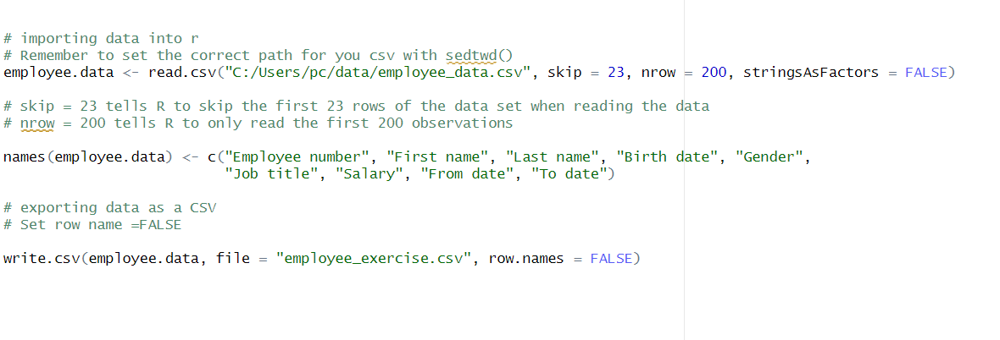 # importing data into r
# Remember to set the correct path for you csv with sedtwd()
employee.data <- read.csv("C:/Users/pc/data/employee_data.csv", skip = 23, nrow = 200, stringsAsFactors = FALSE)
# skip = 23 tells R to skip the first 23 rows of the data set when reading the data
# nrow = 200 tells R to only read the first 200 observations
names(employee.data) <- c("Employee number", "First name", "Last name", "Birth date", "Gender",
"Job title", "Salary", "From date", "To date")
# exporting data as a CSV
# Set row name =FALSE
write.csv(employee.data, file = "employee_exercise.csv", row.names = FALSE)